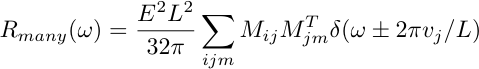 R_{many}(\omega) = \frac{E^2 L^2}{32\pi} \sum_{ijm} M_{ij} M_{jm}^T \delta(\omega \pm 2\pi v_j / L)